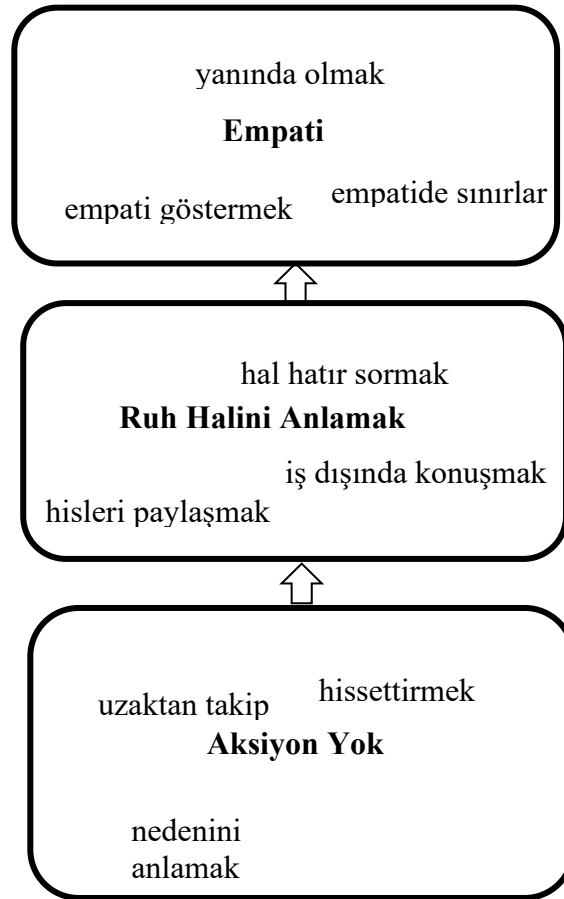 yanında olmak
Empati
empati göstermek
empatide sınırlar
hal hatır sormak
Ruh Halini Anlamak
iş dışında konuşmak
hisleri paylaşmak
uzaktan takip
hissettirmek
Aksiyon Yok
nedenini
anlamak